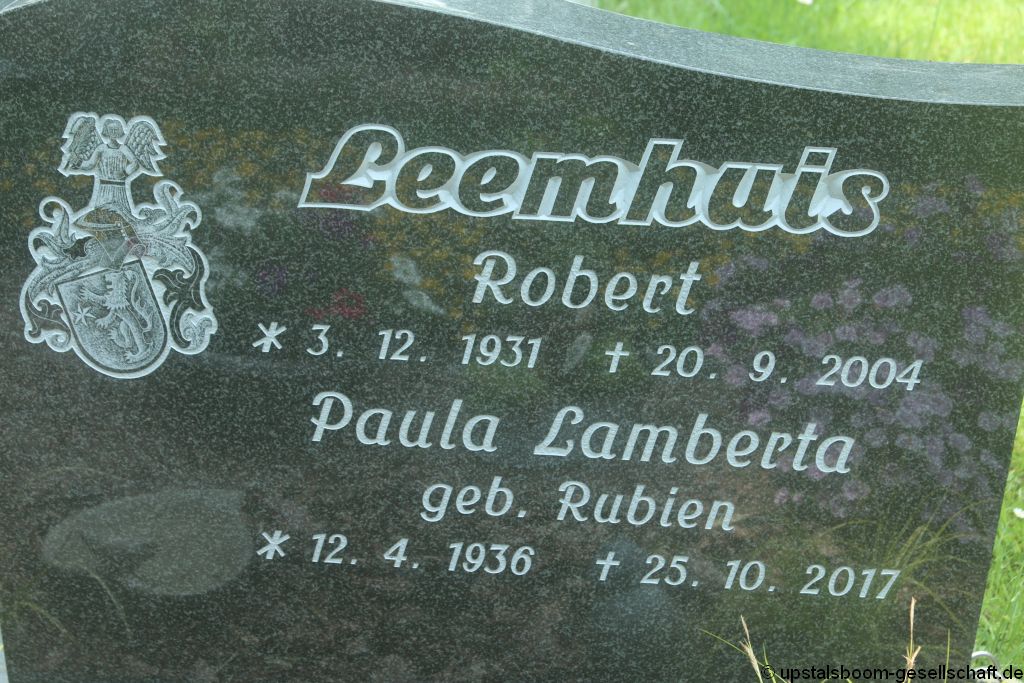 Leemhuis
Robert
* 3. 12. 1931 † 20. 9. 2004
Paula Lamberta
geb. Rubien
* 12. 4. 1936 † 25. 10. 2017
© upstalsboom-gesellschaft.de